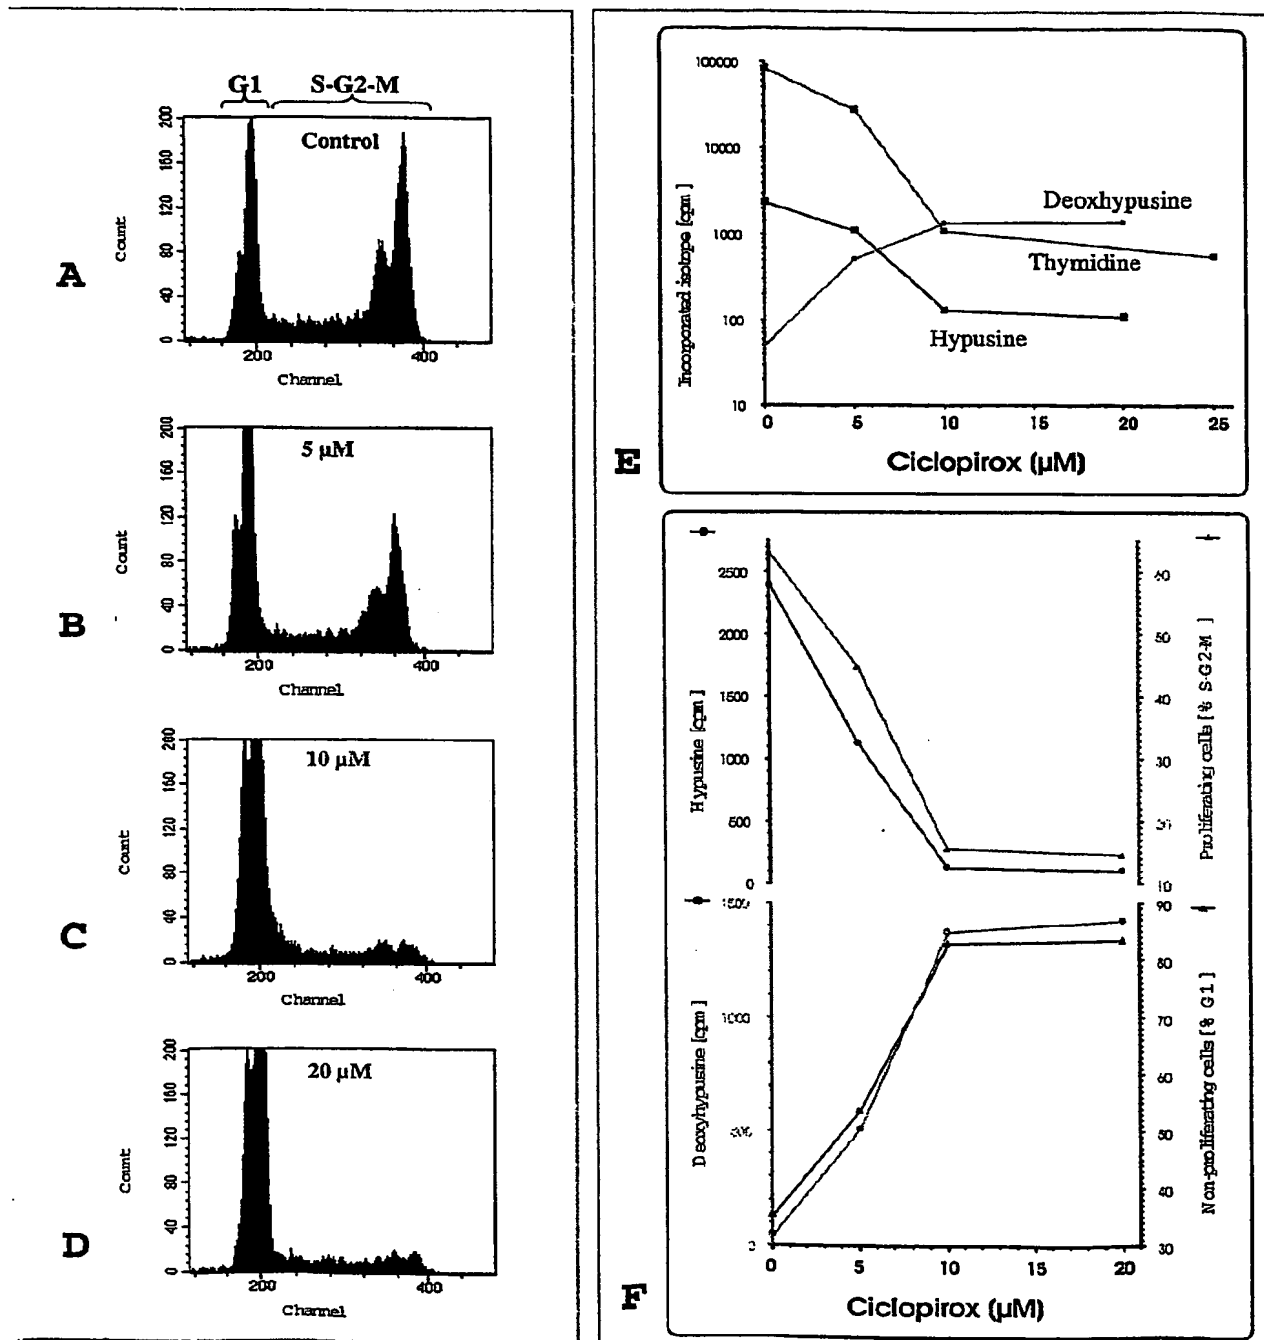 G1 S-G2-M
Control
200
160
120
80
40
0
Count
200 400
Channel
A
5 µM
200
160
120
80
40
0
Count
200 400
Channel
B
10 µM
200
160
120
80
40
0
Count
200 400
Channel
C
20 µM
200
160
120
80
40
0
Count
200 400
Channel
D
100000
10000
1000
100
10
Incorporated isotope [cpm]
Deoxhypusine
Thymidine
Hypusine
0 5 10 15 20 25
Ciclopirox (µM)
E
2500
2000
1500
1000
500
0
Hypusine [cpm]
50
40
30
10
Proliferating cells [% S-G2-M]
1000
Deoxyhypusine [cpm]
90
80
70
60
50
40
30
Non-proliferating cells [% G1]
0 5 10 15 20
Ciclopirox (µM)
F